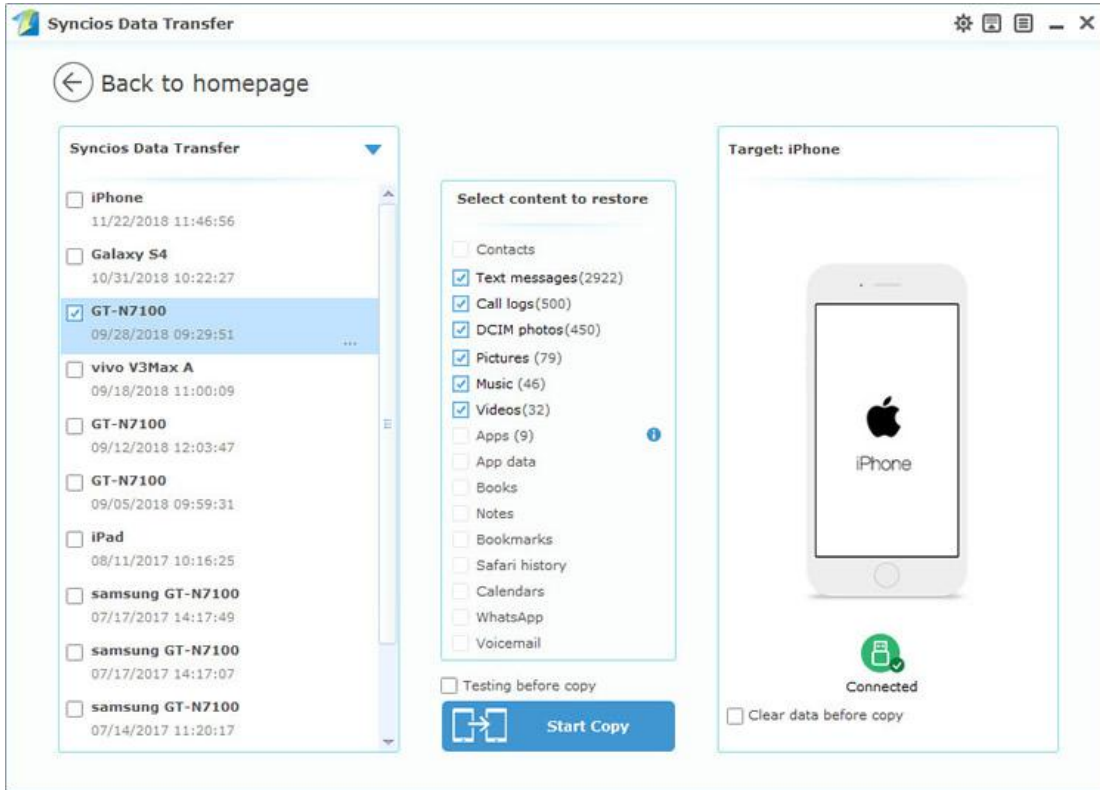 Syncios Data Transfer
Back to homepage
Syncios Data Transfer
iPhone
11/22/2018 11:46:56
Galaxy S4
10/31/2018 10:22:27
GT-N7100
09/28/2018 09:29:51
...
vivo V3Max A
09/18/2018 11:00:09
GT-N7100
09/12/2018 12:03:47
GT-N7100
09/05/2018 09:59:31
iPad
08/11/2017 10:16:25
samsung GT-N7100
07/17/2017 14:17:49
samsung GT-N7100
07/17/2017 14:17:07
samsung GT-N7100
07/14/2017 11:20:17
Select content to restore
Contacts
Text messages(2922)
Call logs(500)
DCIM photos(450)
Pictures (79)
Music (46)
Videos(32)
Apps (9)
App data
Books
Notes
Bookmarks
Safari history
Calendars
WhatsApp
Voicemail
Testing before copy
Start Copy
Target: iPhone
iPhone
Connected
Clear data before copy